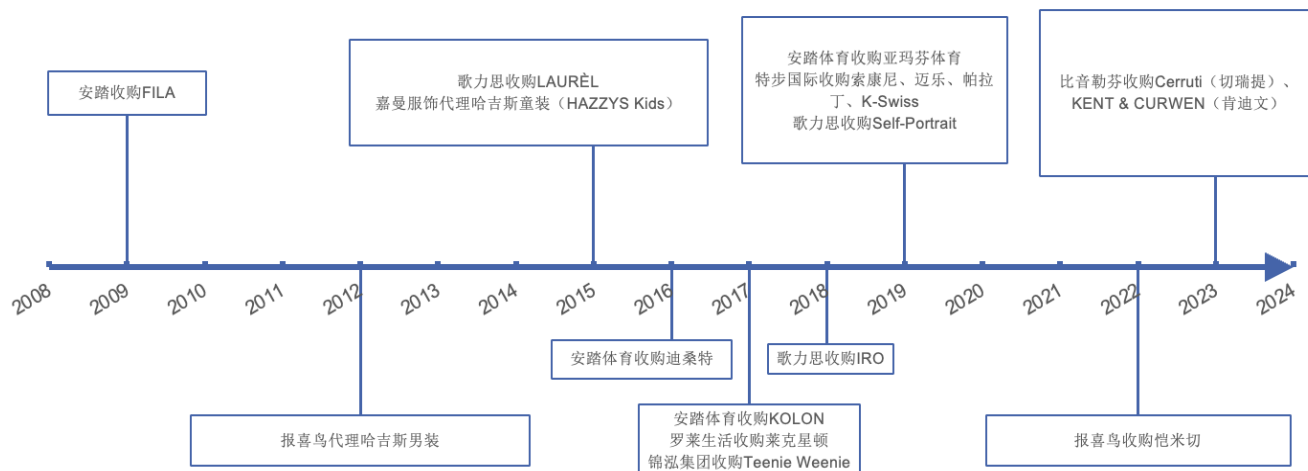 安踏收购FILA
歌力思收购LAURÈL
嘉曼服饰代理哈吉斯童装（HAZZYS Kids）
安踏体育收购亚玛芬体育
特步国际收购索康尼、迈乐、帕拉
丁、K-Swiss
歌力思收购Self-Portrait
比音勒芬收购Cerruti（切瑞提）、
KENT & CURWEN（肯迪文）
2008
2009
2010
2011
2012
2013
2014
2015
2016
2017
2018
2019
2020
2021
2022
2023
2024
安踏体育收购迪桑特
歌力思收购IRO
报喜鸟代理哈吉斯男装
安踏体育收购KOLON
罗莱生活收购莱克星顿
锦泓集团收购Teenie Weenie
报喜鸟收购恺米切